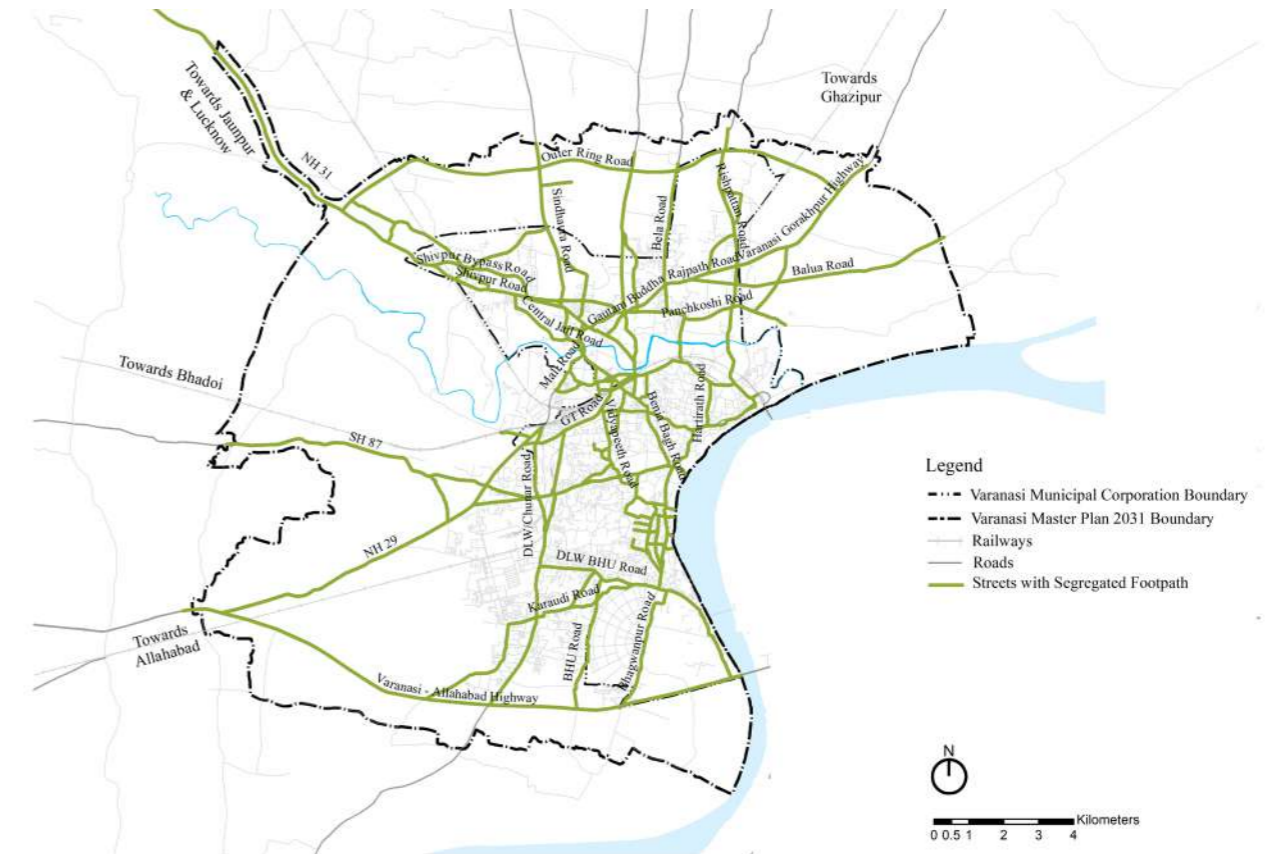 Towards
Ghazipur
Towards Jaunpur
& Lucknow
NH 31
Outer Ring Road
Sindhaura Road
Bela Road
Rishpattan Road
Varanasi Gorakhpur Highway
Shivpur Bypass Road
Shivpur Road
Gautam Buddha Rajpath Road
Balua Road
Panchkoshi Road
Central Jail Road
Mall Road
Towards Bhadoi
GT Road
Vidhapeeth Road
Benia Bagh Road
Hartirath Road
SH 87
DLW/Chunar Road
NH 29
DLW BHU Road
Karaudi Road
BHU Road
Bhagwanpur Road
Towards
Allahabad
Varanasi - Allahabad Highway
Legend
Varanasi Municipal Corporation Boundary
Varanasi Master Plan 2031 Boundary
Railways
Roads
Streets with Segregated Footpath
N
Kilometers
0 0.5 1 2 3 4